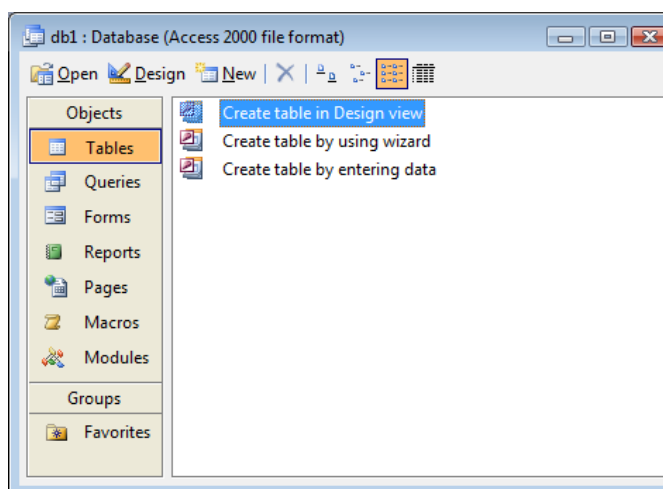 db1 : Database (Access 2000 file format)
Open Design New
Objects
Tables
Queries
Forms
Reports
Pages
Macros
Modules
Groups
Favorites
Create table in Design view
Create table by using wizard
Create table by entering data